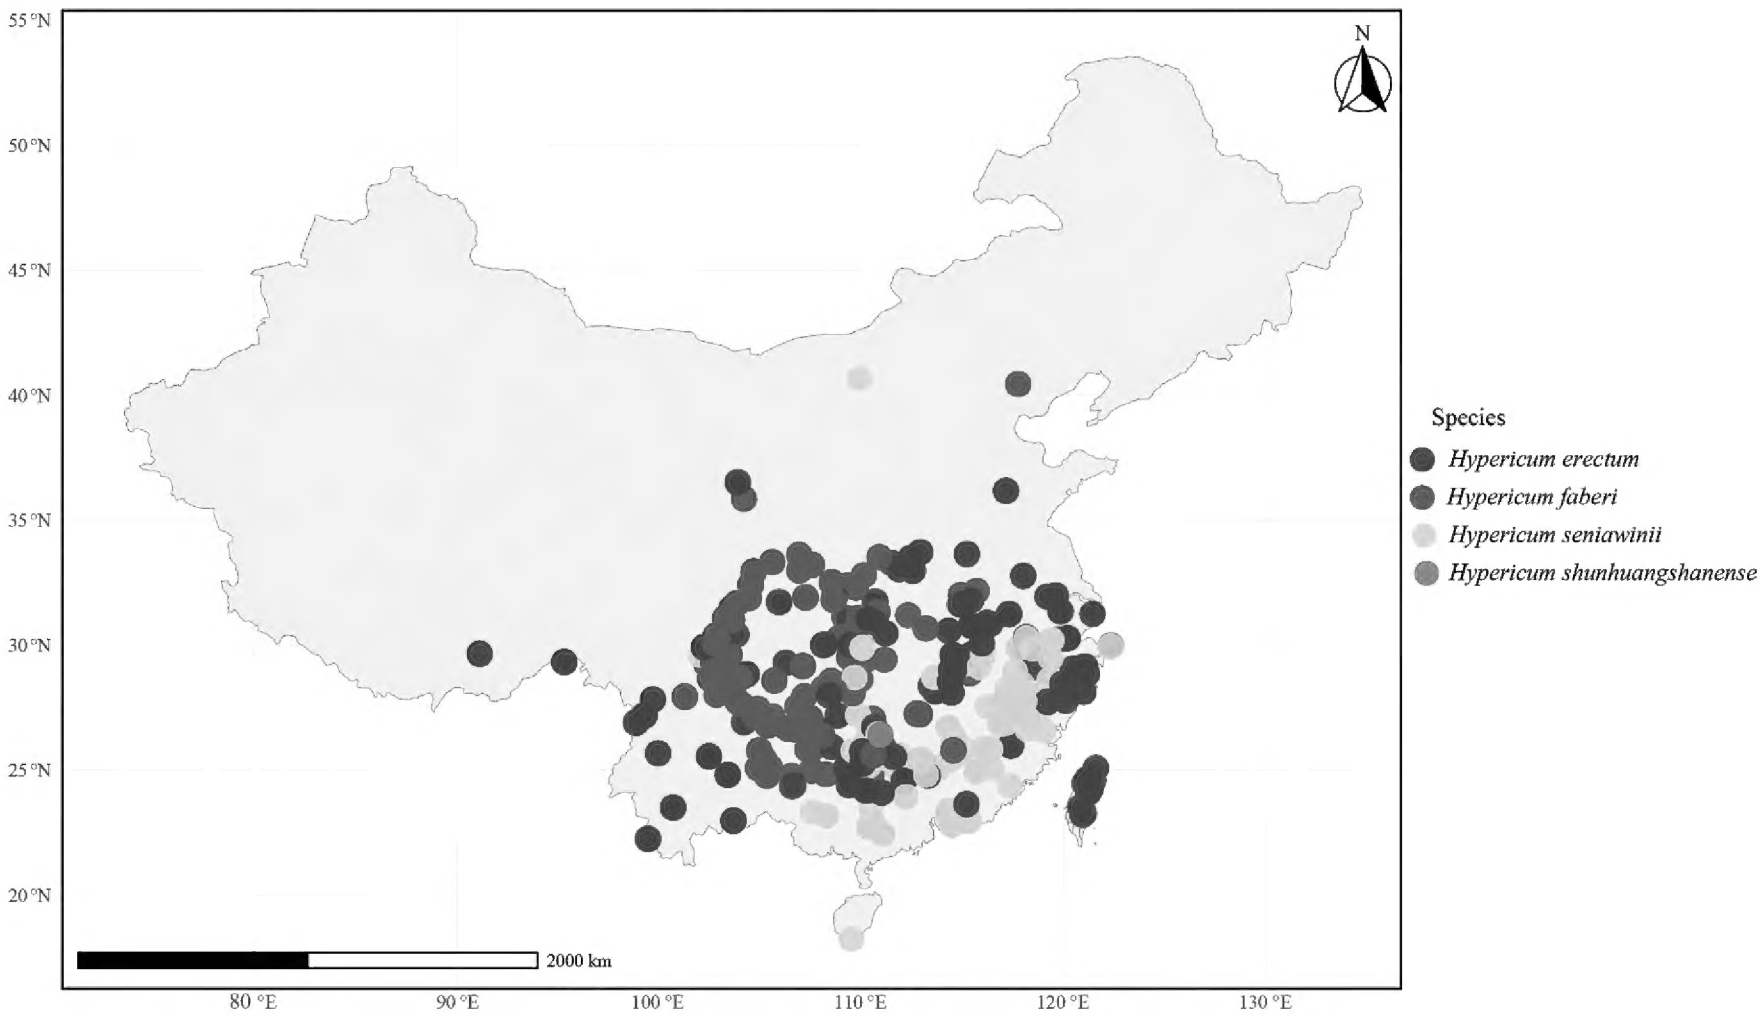 55°N
N
50°N
45°N
40°N
Species
Hypericum erectum
Hypericum faberi
35°N
Hypericum seniawinii
Hypericum shunhuangshanense
30°N
25°N
20°N
2000 km
80°E 90°E 100°E 110°E 120°E 130°E